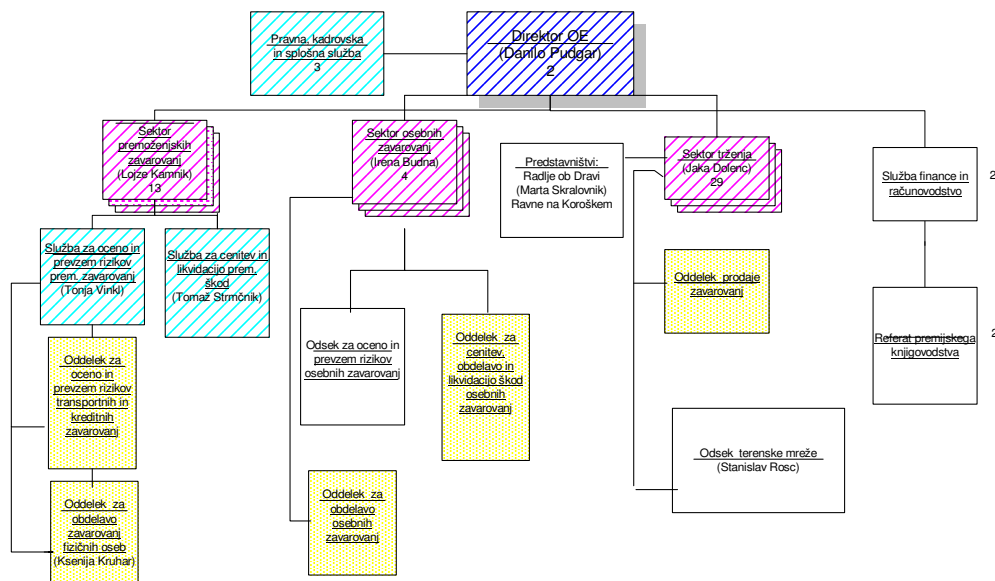 Pravna, kadrovska
in splošna služba
3
Direktor OE
(Danilo Pudgar)
2
Sektor
premoženjskih
zavarovanj
(Lojze Kamnik)
13
Sektor osebnih
zavarovanj
(Irena Budna)
4
Predstavništvi:
Radlje ob Dravi
(Marta Skralovnik)
Ravne na Koroškem
Sektor trženja
(Jaka Dolenc)
29
Služba finance in
računovodstvo
2
Služba za oceno in
prevzem rizikov
prem. zavarovanj
(Tonja Vinkl)
Služba za cenitev in
likvidacijo prem.
škod
(Tomaž Strmčnik)
Oddelek prodaje
zavarovanj
Referat premijskega
knjigovodstva
2
Odsek za oceno in
prevzem rizikov
osebnih zavarovanj
Oddelek za
cenitev,
obdelavo in
likvidacijo škod
osebnih
zavarovanj
Oddelek za
oceno in
prevzem rizikov
transportnih in
kreditnih
zavarovanj
Odsek terenske mreže
(Stanislav Rosc)
Oddelek za
obdelavo
zavarovanj
fizičnih oseb
(Ksenija Kruhar)
Oddelek za
obdelavo
osebnih
zavarovanj